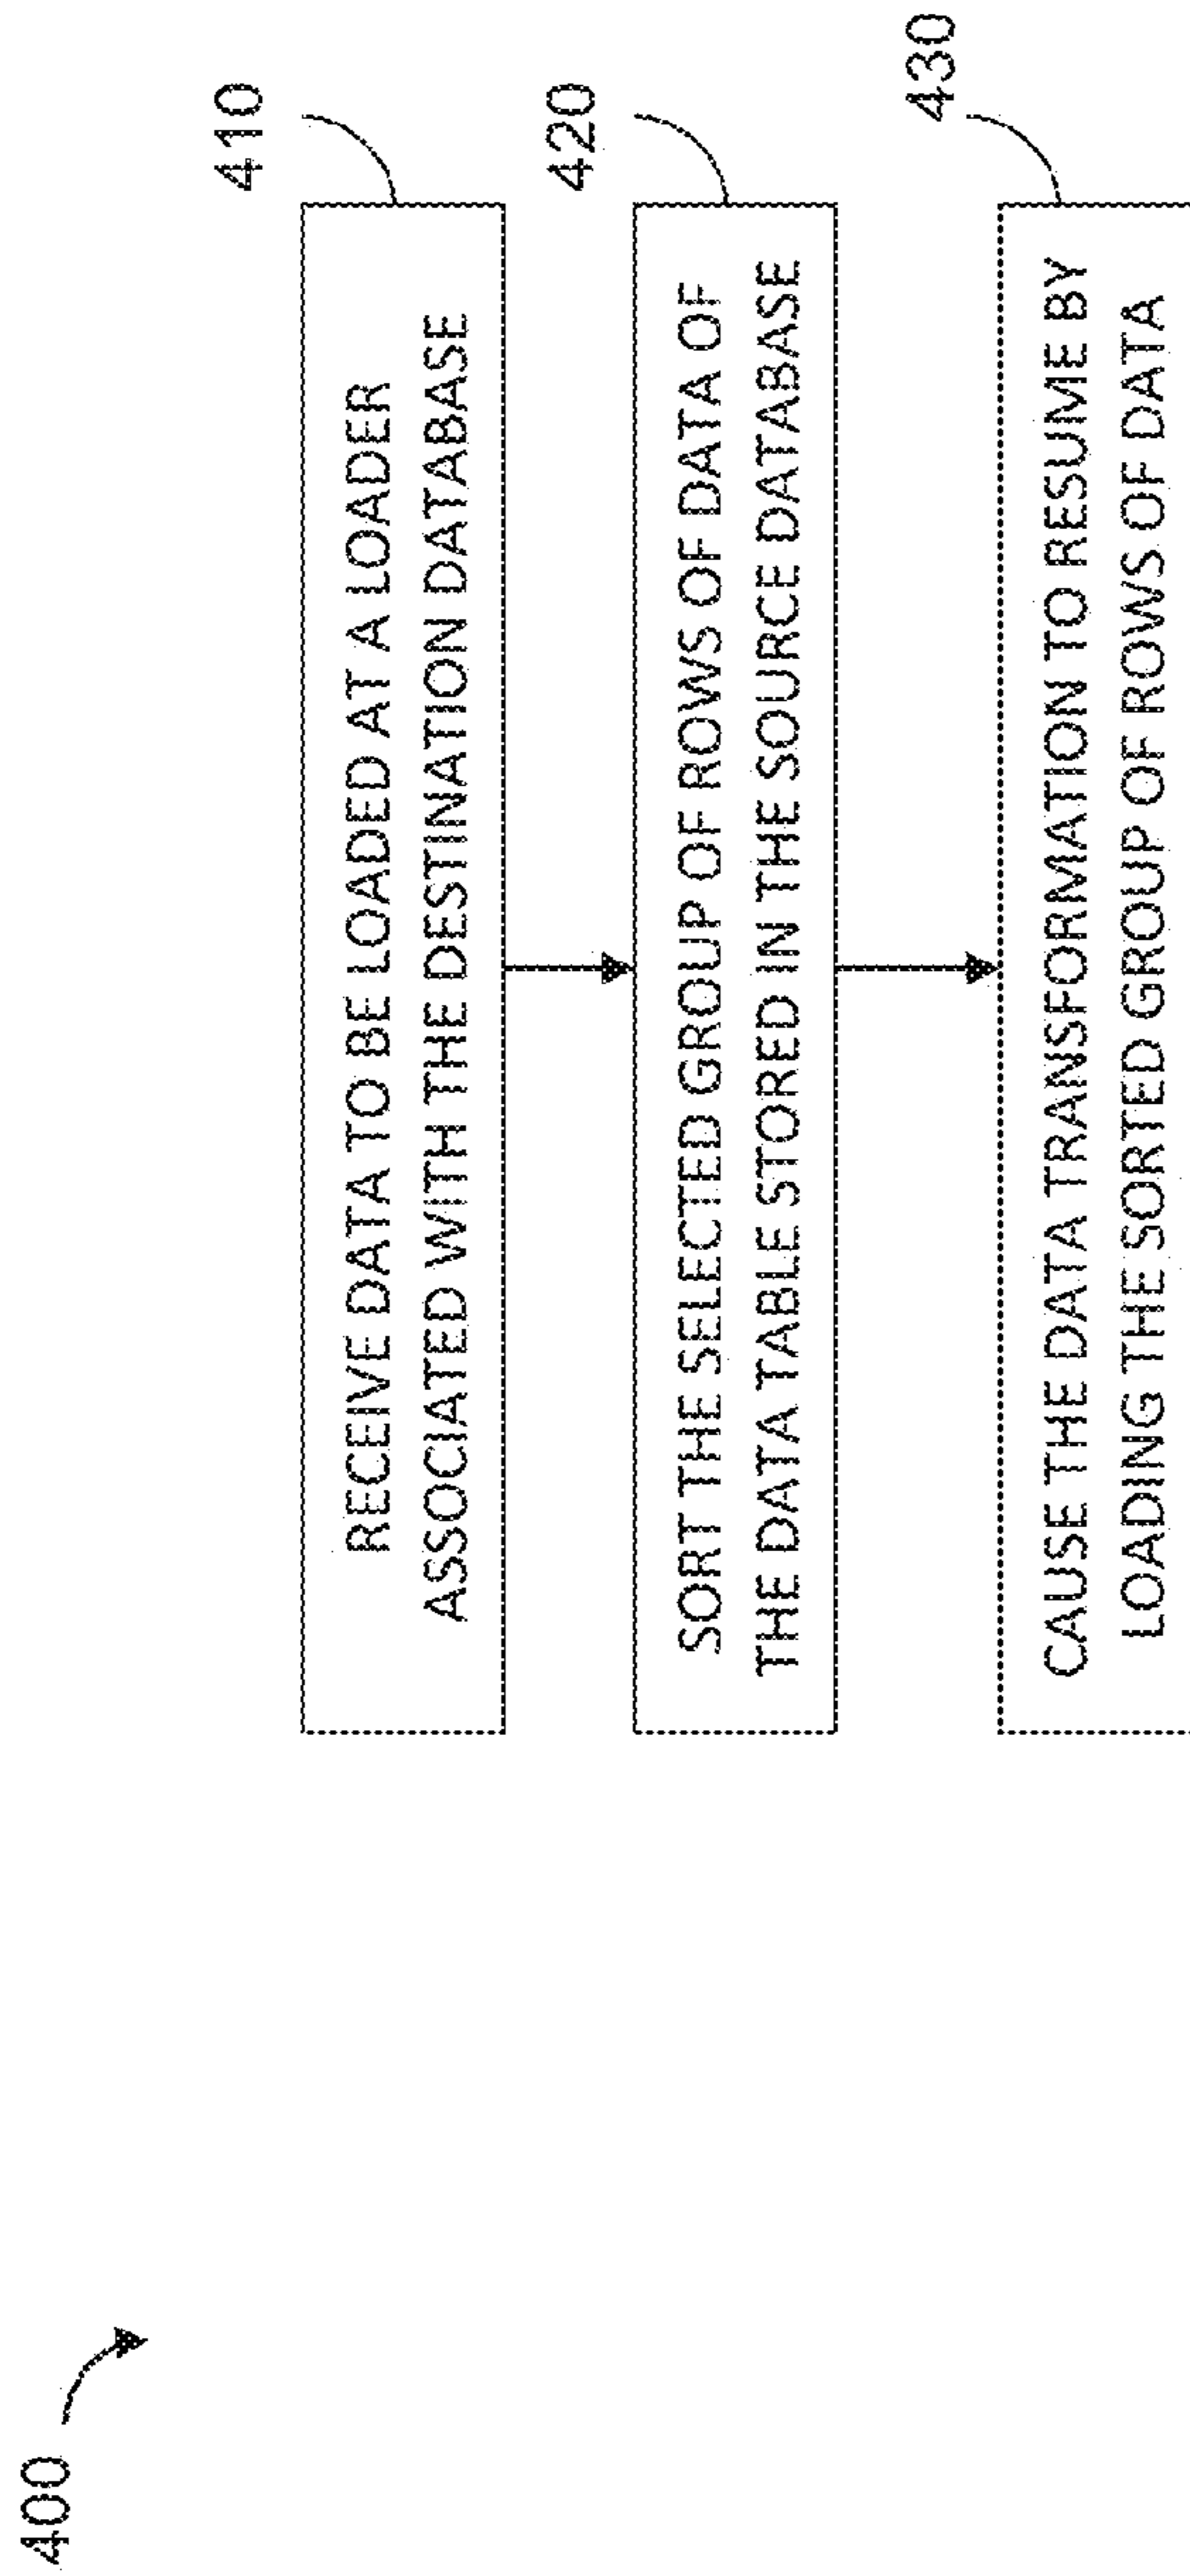 400
410
RECEIVE DATA TO BE LOADED AT A LOADER
ASSOCIATED WITH THE DESTINATION DATABASE
420
SORT THE SELECTED GROUP OF ROWS OF DATA OF
THE DATA TABLE STORED IN THE SOURCE DATABASE
430
CAUSE THE DATA TRANSFORMATION TO RESUME BY
LOADING THE SORTED GROUP OF ROWS OF DATA